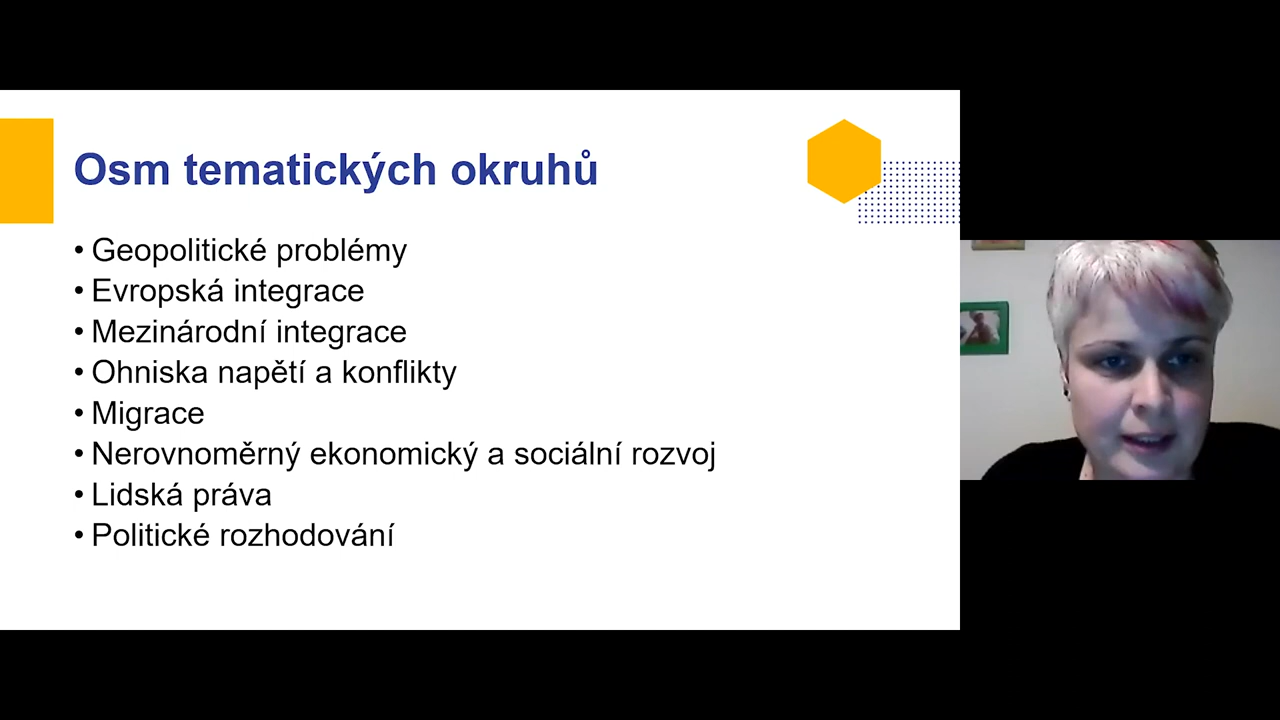 Osm tematických okruhů
• Geopolitické problémy
• Evropská integrace
• Mezinárodní integrace
• Ohniska napětí a konflikty
• Migrace
• Nerovnoměrný ekonomický a sociální rozvoj
• Lidská práva
• Politické rozhodování